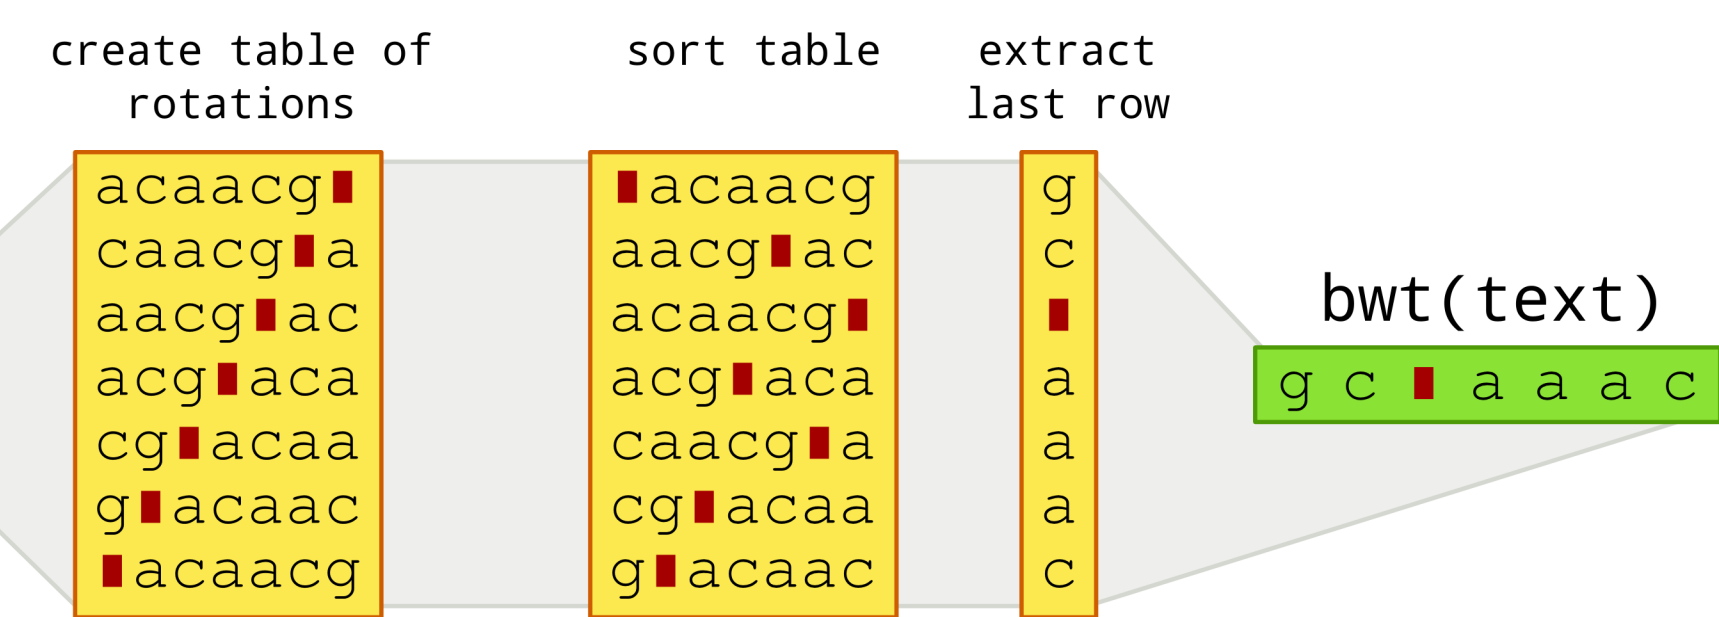 create table of
rotations
acaacg▮
caacg▮a
aacg▮ac
acg▮aca
cg▮acaa
g▮acaac
▮acaacg
sort table
▮acaacg
aacg▮ac
acaacg▮
acg▮aca
caacg▮a
cg▮acaa
g▮acaac
extract
last row
g
c
▮
a
a
a
c
bwt(text)
g c ▮ a a a c